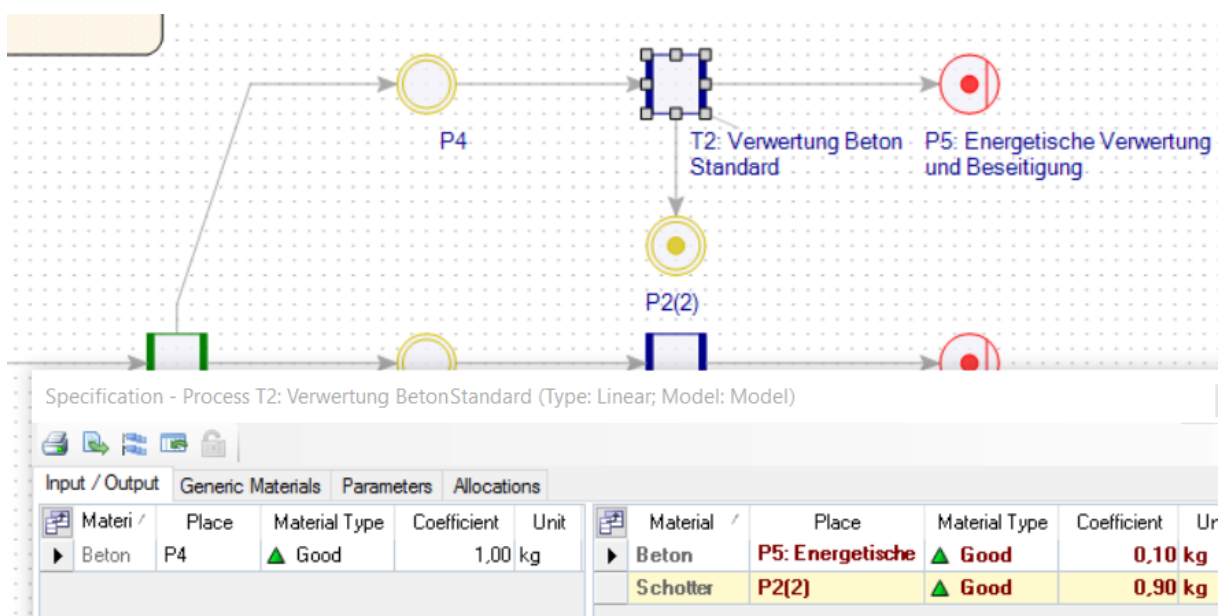 P4
T2: Verwertung Beton
Standard
P5: Energetische Verwertung
und Beseitigung
P2(2)
Specification - Process T2: Verwertung BetonStandard (Type: Linear; Model: Model)
Input / Output Generic Materials Parameters Allocations
Materi Place Material Type Coefficient Unit Material Place Material Type Coefficient Un
Beton P4 Good 1,00 kg Beton P5: Energetische Good 0,10 kg
Schotter P2(2) Good 0,90 kg